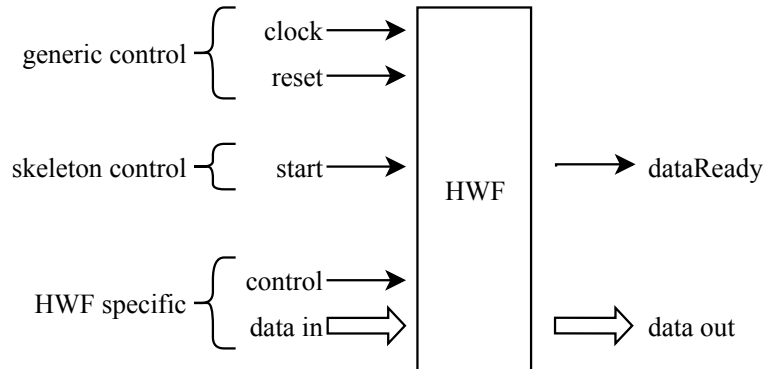 clock
generic control
reset
skeleton control
start
HWF
dataReady
control
HWF specific
data in
data out